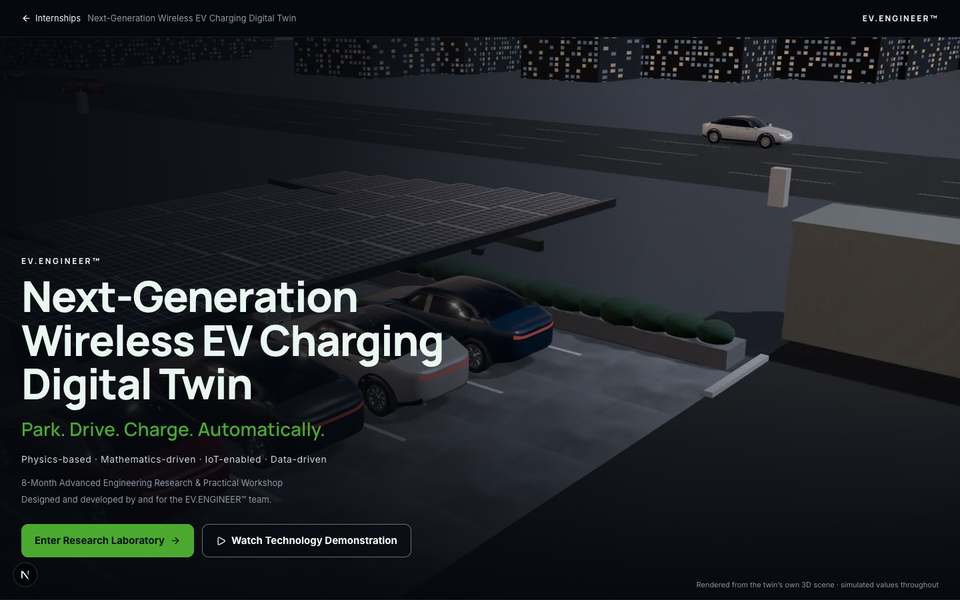 ← Internships Next-Generation Wireless EV Charging Digital Twin
EV.ENGINEER™
EV.ENGINEER™
Next-Generation
Wireless EV Charging
Digital Twin
Park. Drive. Charge. Automatically.
Physics-based · Mathematics-driven · IoT-enabled · Data-driven
8-Month Advanced Engineering Research & Practical Workshop
Designed and developed by and for the EV.ENGINEER™ team.
Enter Research Laboratory →
Watch Technology Demonstration
N
Rendered from the twin's own 3D scene · simulated values throughout